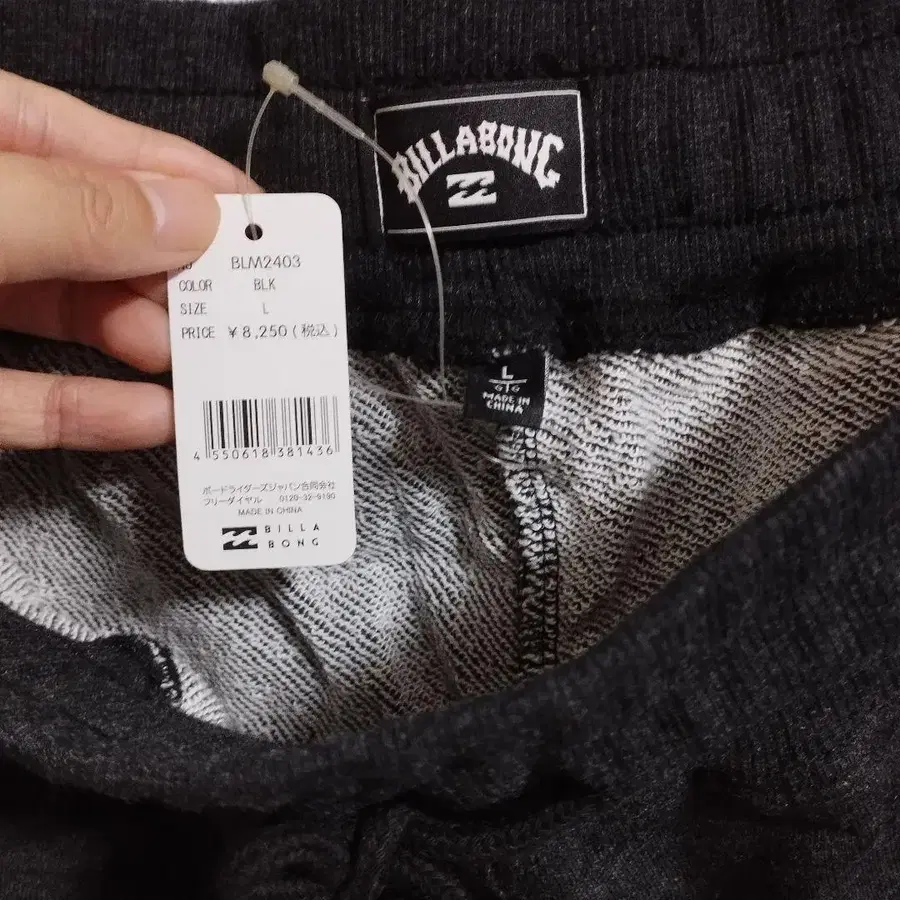 BILLABONG
NO BLM2403
COLOR BLK
SIZE L
PRICE ¥8,250(税込)
4 550618 381436
ボードライダーズジャパン合同会社
フリーダイヤル 0120-32-9190
MADE IN CHINA
BILLA
BONG
L
G|G
MADE IN
CHINA